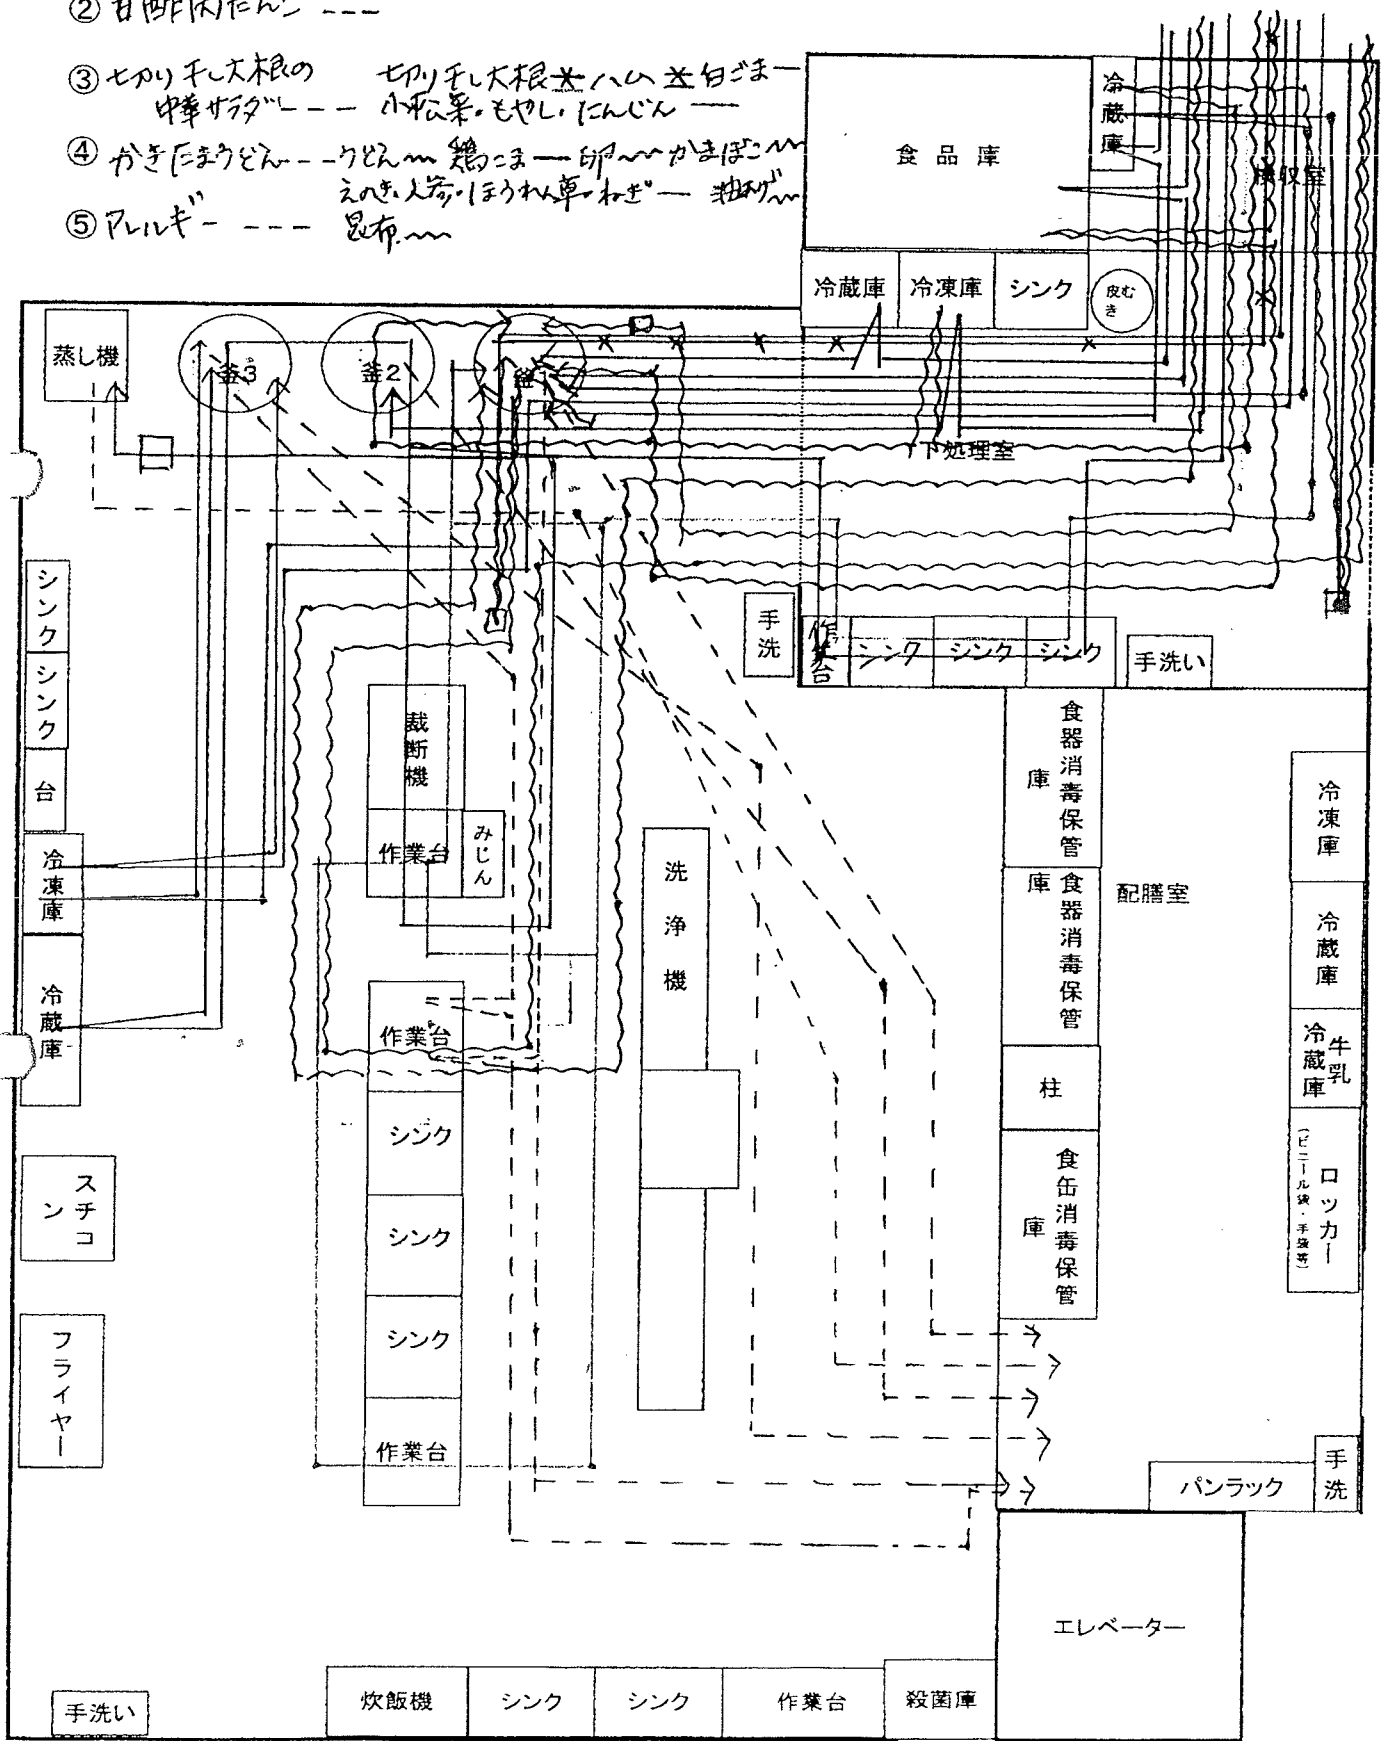 ② 甘酢肉だんご ---
③ 切り干し大根の 切り干し大根 ハム 白ごま
中華サラダ --- 小松菜・もやし・にんじん
④ かきたまうどん --- うどん 鶏こま 卵 かまぼこ
えのき・人参・ほうれん草・ねぎ 油あげ
⑤ アレルギー --- 昆布
冷蔵庫
食品庫
検収室
冷蔵庫 冷凍庫 シンク 皮むき
蒸し機 釜3 釜2 釜
下処理室
シンク
シンク
台
冷凍庫
冷蔵庫
スチコン
フライヤー
手洗
作業台 シンク シンク シンク 手洗い
裁断機
作業台 みじん
洗浄機
作業台
シンク
シンク
シンク
作業台
食器消毒保管庫
食器消毒保管庫
柱
食缶消毒保管庫
配膳室
冷凍庫
冷蔵庫
牛乳冷蔵庫
ロッカー
(ビニール袋・手袋等)
パンラック 手洗
エレベーター
手洗い 炊飯機 シンク シンク 作業台 殺菌庫